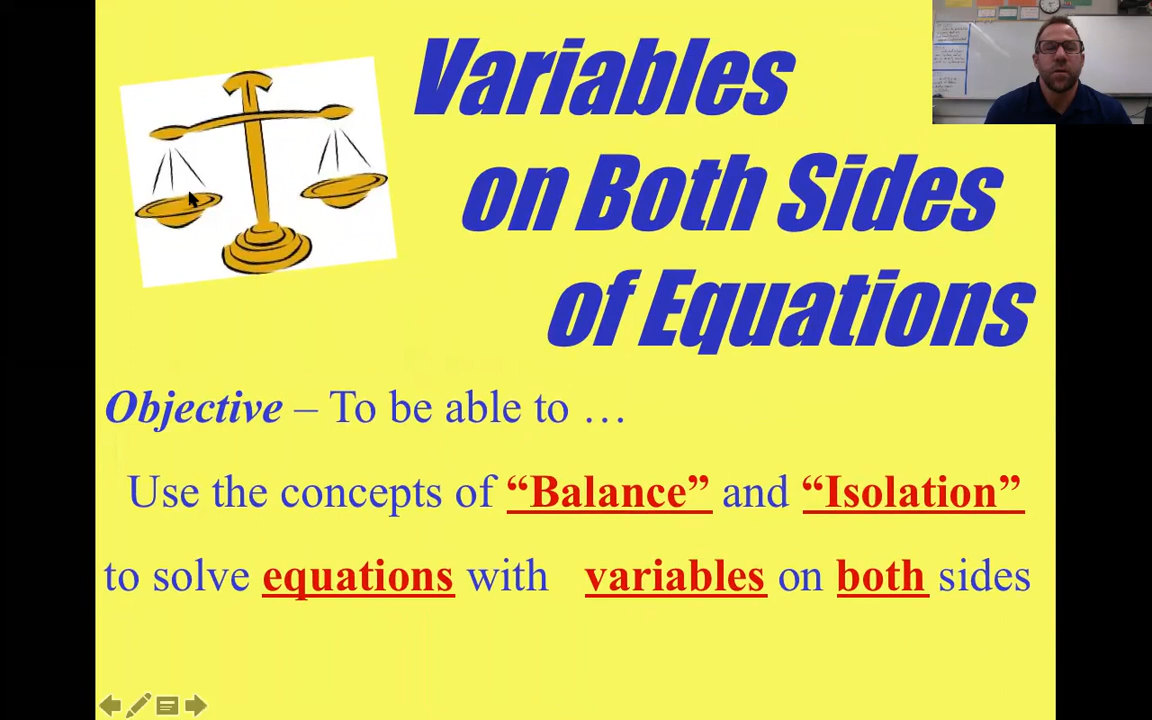 Variables
on Both Sides
of Equations
Objective – To be able to …
Use the concepts of “Balance” and “Isolation”
to solve equations with variables on both sides